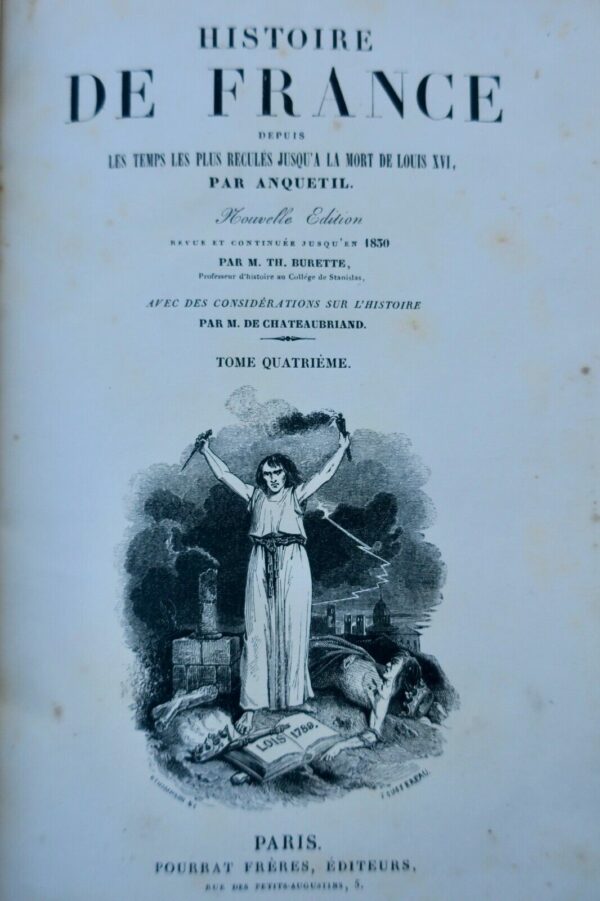 HISTOIRE
DE FRANCE
DEPUIS
LES TEMPS LES PLUS RECULÉS JUSQU'A LA MORT DE LOUIS XVI,
PAR ANQUETIL.
Nouvelle Edition
REVUE ET CONTINUÉE JUSQU'EN 1830
PAR M. TH. BURETTE,
Professeur d'histoire au Collége de Stanislas,
AVEC DES CONSIDÉRATIONS SUR L'HISTOIRE
PAR M. DE CHATEAUBRIAND.
TOME QUATRIÈME.
LOIS 1789.
PARIS.
POURRAT FRÈRES, ÉDITEURS,
RUE DES PETITS-AUGUSTINS, 5.